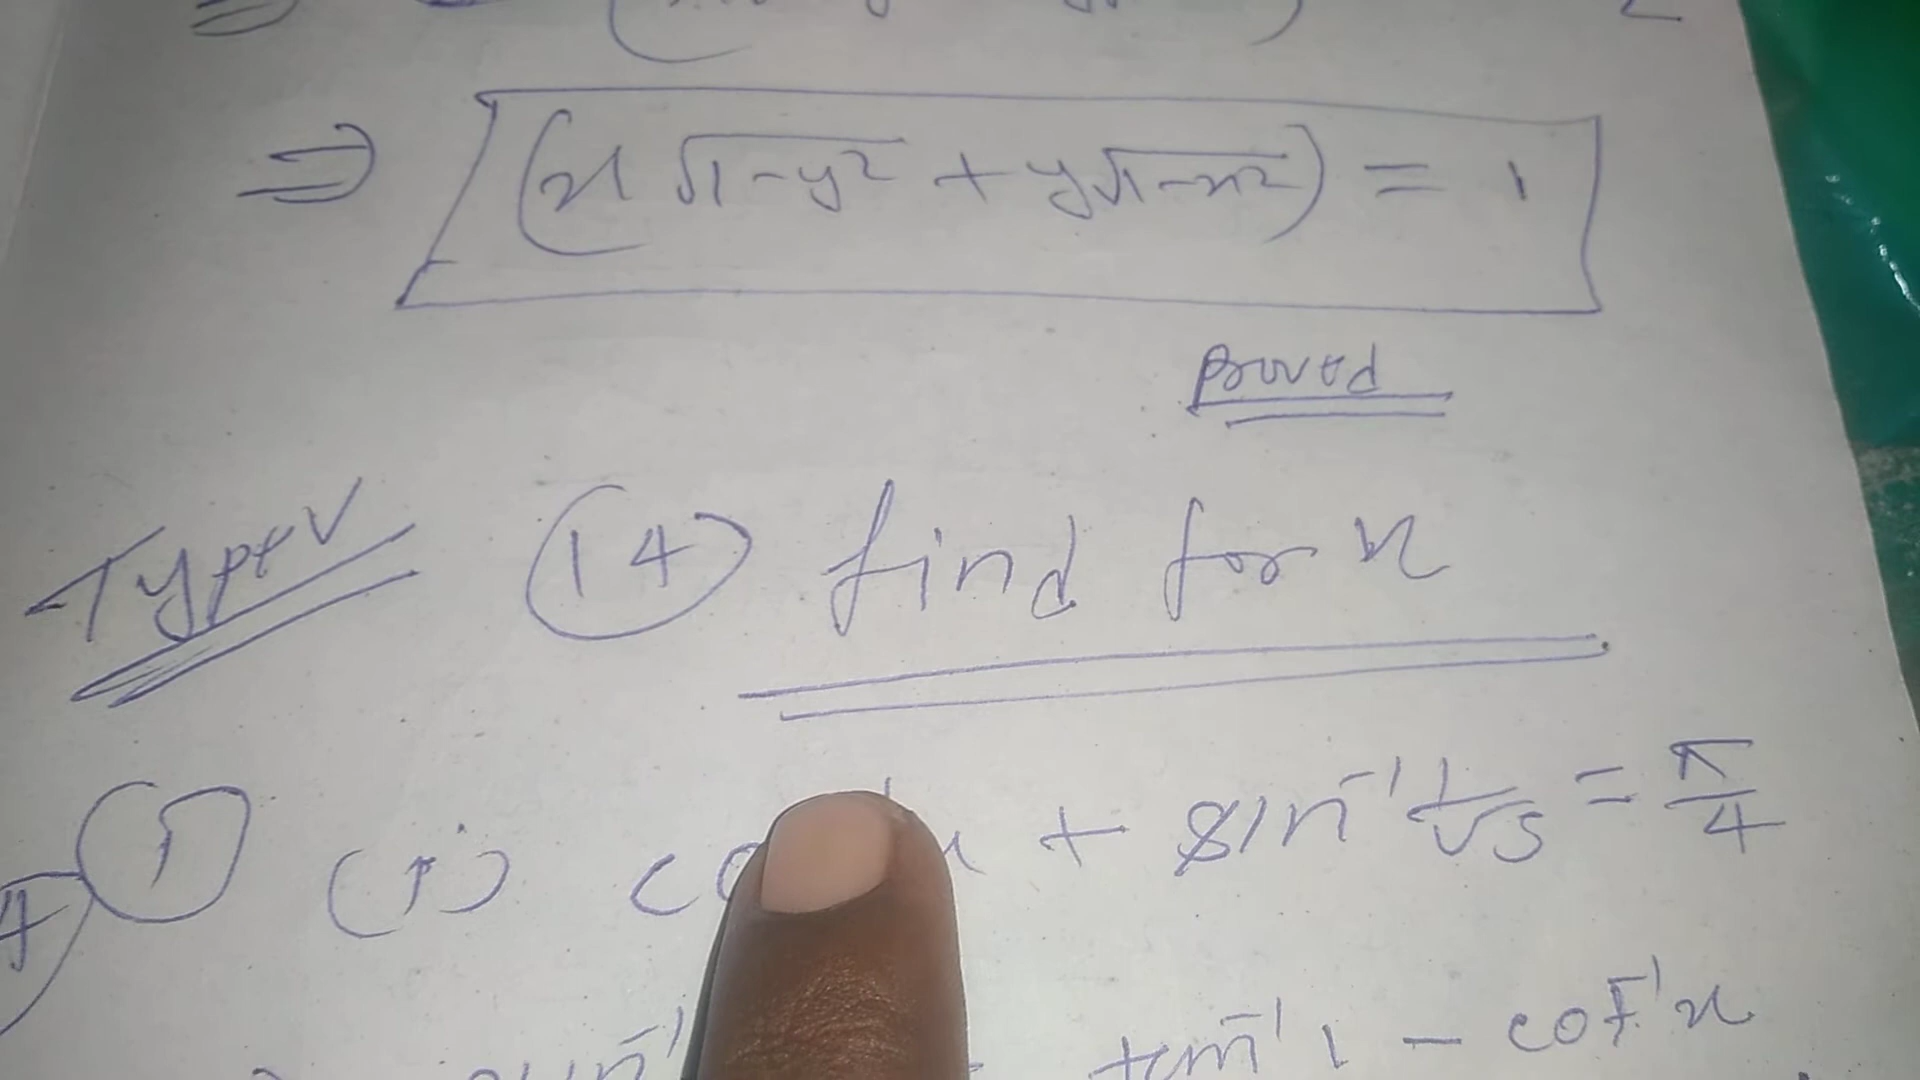 ⇒ (x√1-y² + y√1-x²) = 1
Proved
Type V (14) find for x
(1) (i) + sin⁻¹ 1/√5 = π/4
tan⁻¹ 1 - cot⁻¹ x